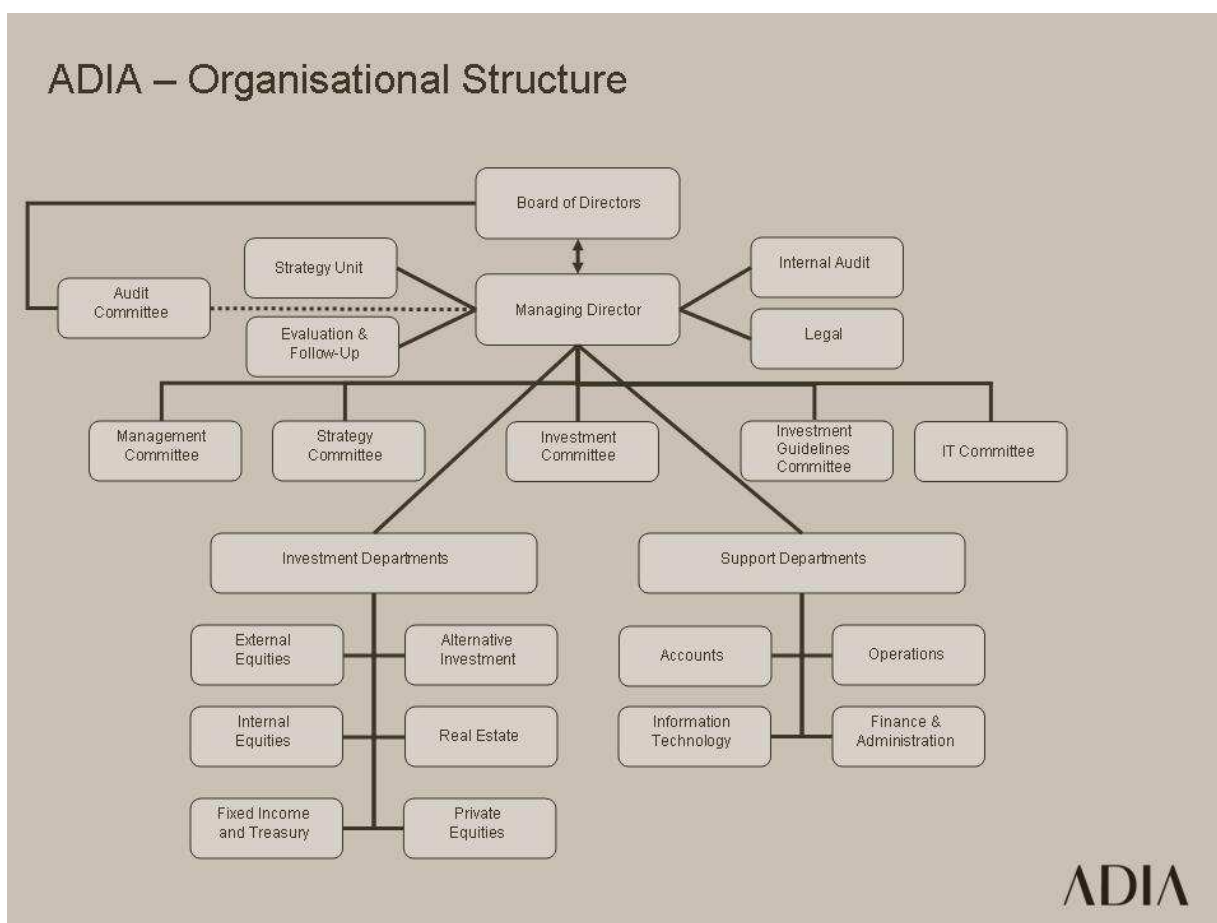 ADIA – Organisational Structure
Board of Directors
Strategy Unit
Internal Audit
Audit
Committee
Managing Director
Evaluation &
Follow-Up
Legal
Management
Committee
Strategy
Committee
Investment
Committee
Investment
Guidelines
Committee
IT Committee
Investment Departments
Support Departments
External
Equities
Alternative
Investment
Accounts
Operations
Internal
Equities
Real Estate
Information
Technology
Finance &
Administration
Fixed Income
and Treasury
Private
Equities
ADIA